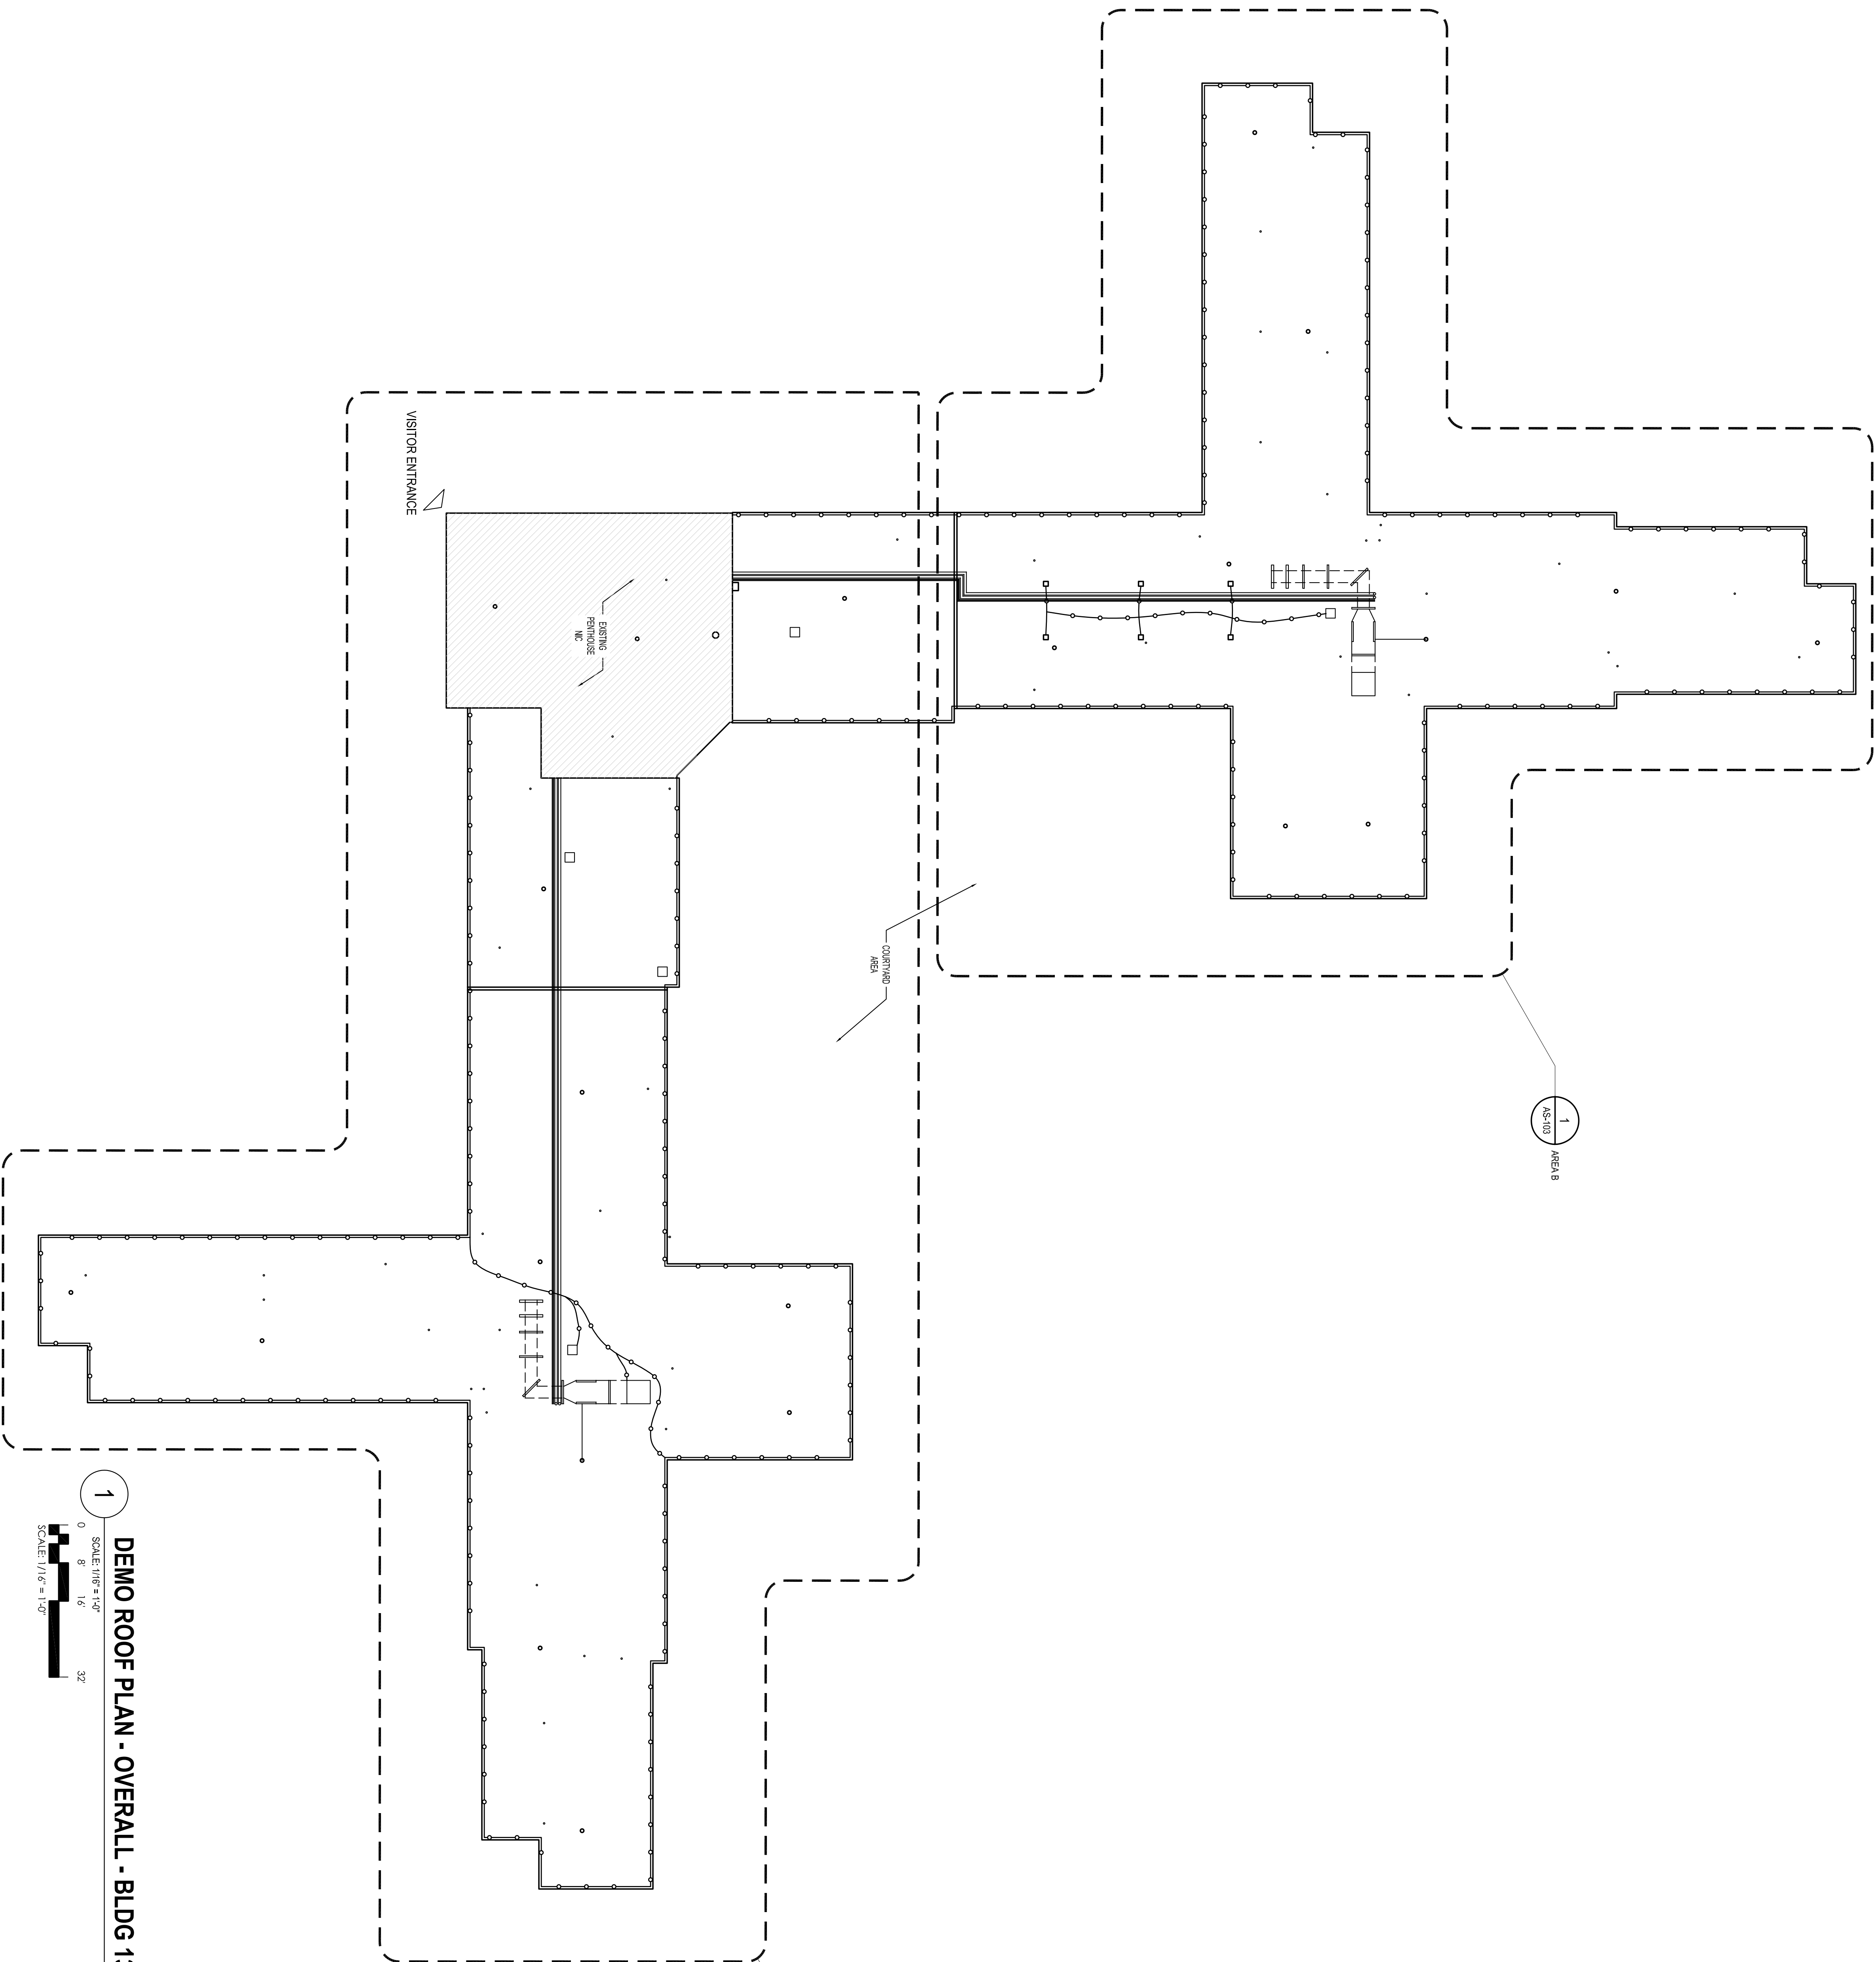 VISITOR ENTRANCE
EXISTING
PENTHOUSE
NIC
COURTYARD
AREA
1
AS-103
AREA B
1
DEMO ROOF PLAN - OVERALL - BLDG
SCALE: 1/16" = 1'-0"
0 8' 16' 32'
SCALE: 1/16" = 1'-0"